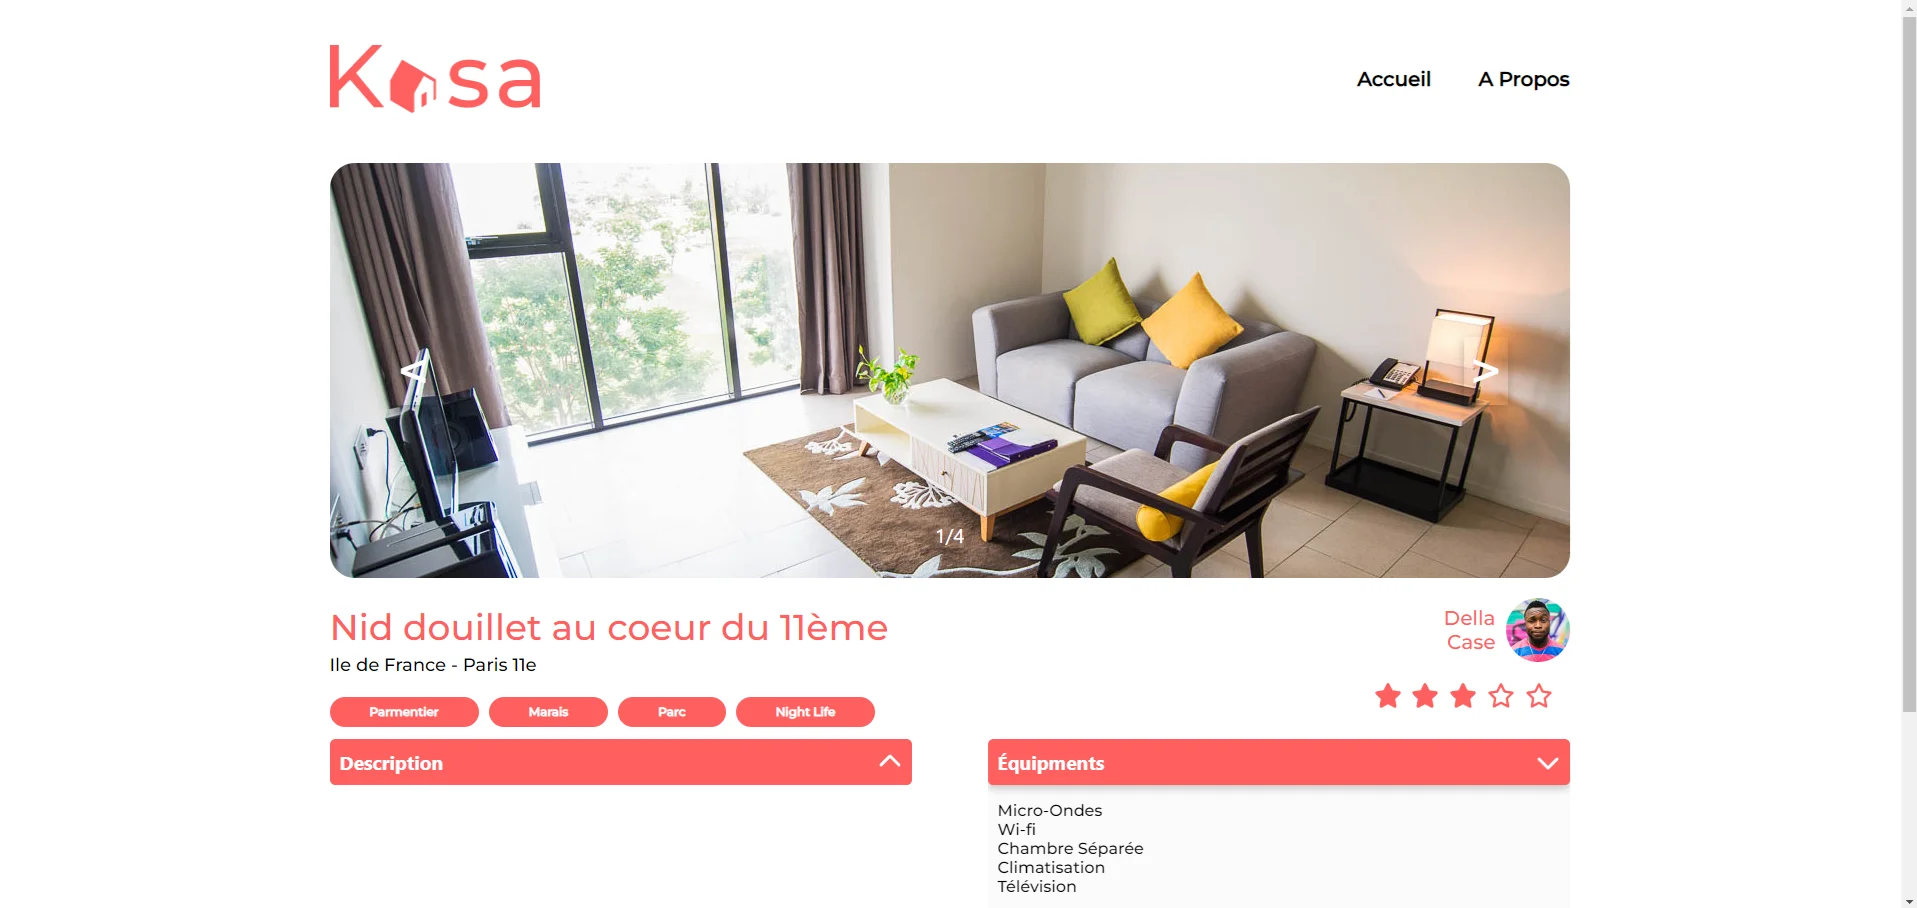 Kasa
Accueil
A Propos
<
>
1/4
Nid douillet au coeur du 11ème
Ile de France - Paris 11e
Della
Case
Parmentier
Marais
Parc
Night Life
Description
Équipments
Micro-Ondes
Wi-fi
Chambre Séparée
Climatisation
Télévision